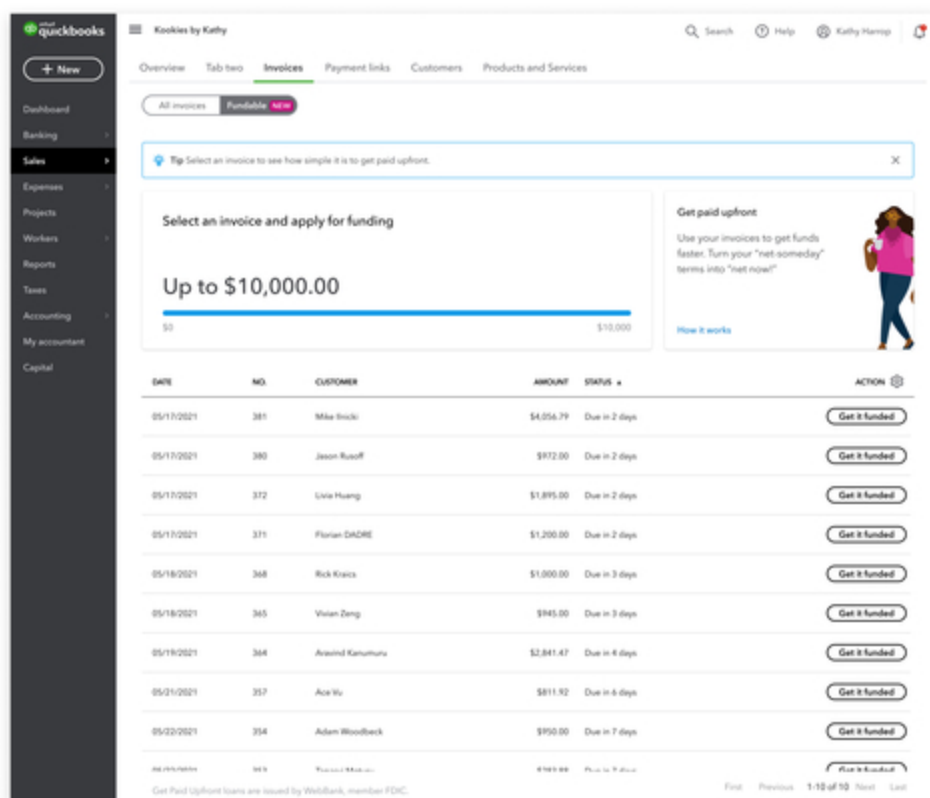 intuit
quickbooks
Kookies by Kathy
Search
Help
Kathy Harrop
+ New
Overview Tab two Invoices Payment links Customers Products and Services
All invoices Fundable NEW
Dashboard
Banking
Sales
Expenses
Projects
Workers
Reports
Taxes
Accounting
My accountant
Capital
Tip Select an invoice to see how simple it is to get paid upfront.
Select an invoice and apply for funding
Up to $10,000.00
$0 $10,000
Get paid upfront
Use your invoices to get funds
faster. Turn your "net-someday"
terms into "net now!"
How it works
DATE NO. CUSTOMER AMOUNT STATUS ACTION
05/17/2021 381 Mike $4,056.79 Due in 2 days Get it funded
05/17/2021 380 Jason Rusoff $972.00 Due in 2 days Get it funded
05/17/2021 372 Livia Huang $1,895.00 Due in 2 days Get it funded
05/17/2021 371 Florian DADRE $1,200.00 Due in 2 days Get it funded
05/18/2021 368 Rick Kraics $1,000.00 Due in 3 days Get it funded
05/18/2021 365 Vivian Zeng $945.00 Due in 3 days Get it funded
05/19/2021 364 Aravind Kanumuru $2,841.47 Due in 4 days Get it funded
05/21/2021 357 Ace Vu $811.92 Due in 6 days Get it funded
05/22/2021 354 Adam Woodbeck $950.00 Due in 7 days Get it funded
353 Due in 7 days Get it funded
Get Paid Upfront loans are issued by WebBank, member FDIC.
First Previous 1-10 of 10 Next Last